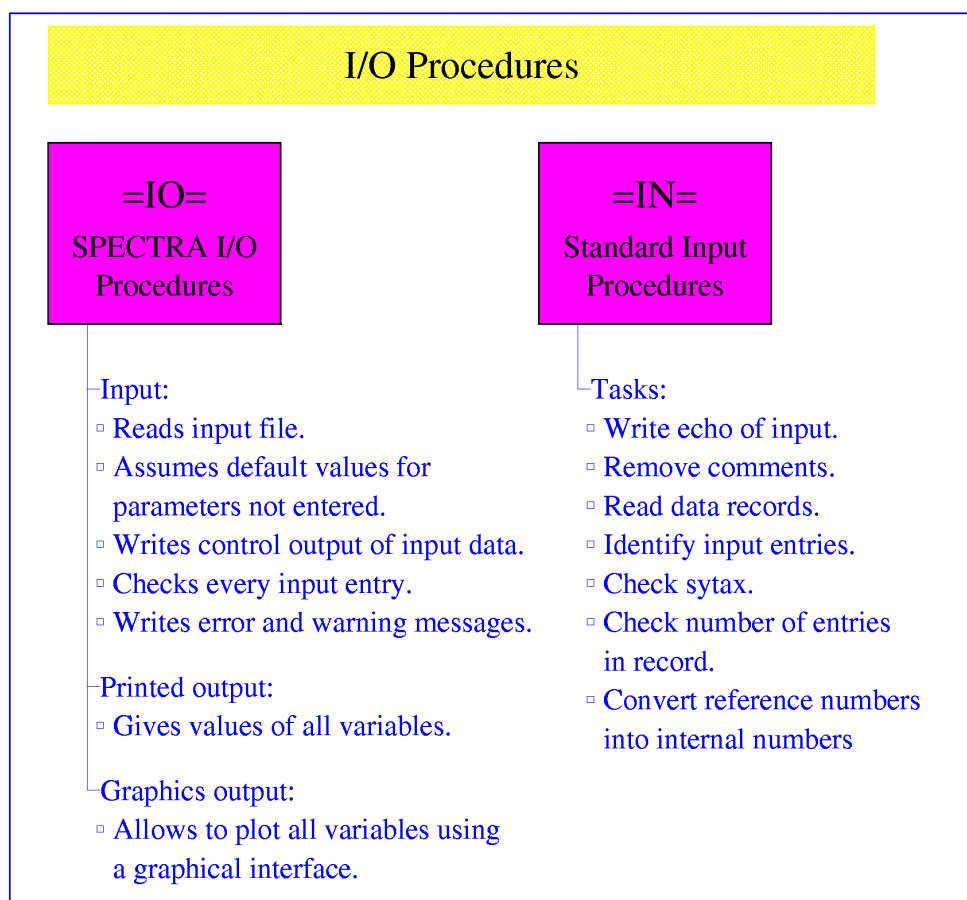 I/O Procedures
=IO=
SPECTRA I/O
Procedures
Input:
▫ Reads input file.
▫ Assumes default values for
parameters not entered.
▫ Writes control output of input data.
▫ Checks every input entry.
▫ Writes error and warning messages.
Printed output:
▫ Gives values of all variables.
Graphics output:
▫ Allows to plot all variables using
a graphical interface.
=IN=
Standard Input
Procedures
Tasks:
▫ Write echo of input.
▫ Remove comments.
▫ Read data records.
▫ Identify input entries.
▫ Check sytax.
▫ Check number of entries
in record.
▫ Convert reference numbers
into internal numbers